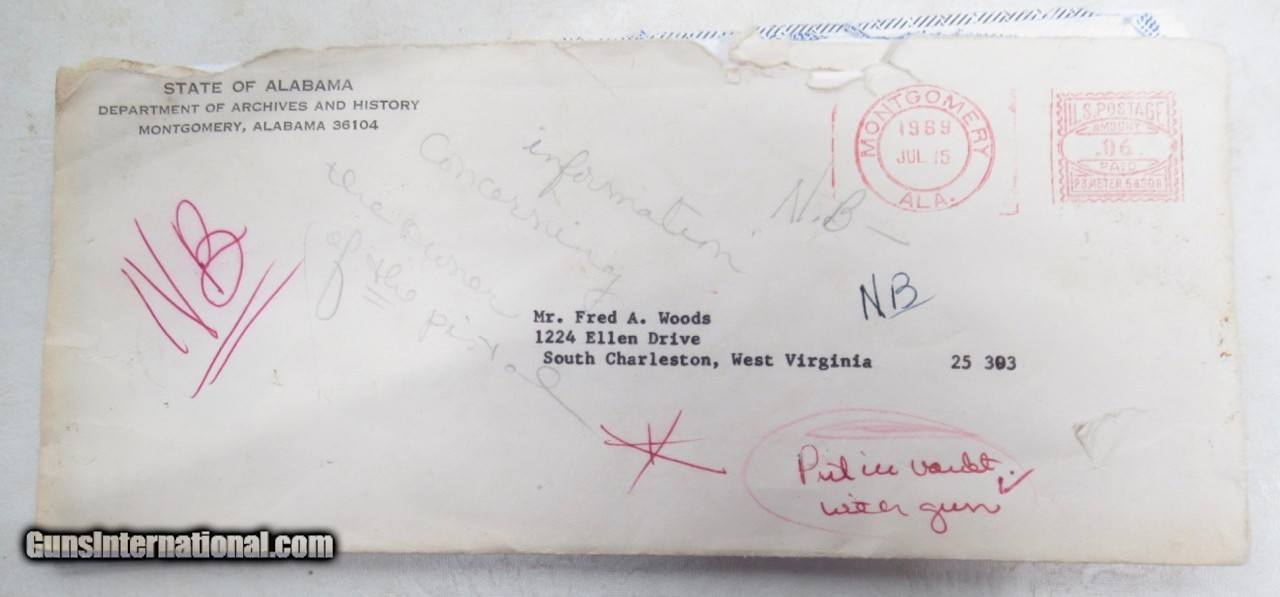 STATE OF ALABAMA
DEPARTMENT OF ARCHIVES AND HISTORY
MONTGOMERY, ALABAMA 36104
MONTGOMERY
1969
JUL 15
ALA.
U.S. POSTAGE
AMOUNT
.06
PAID
P.B. METER
information
concerning
the owner
of the pistol
N.B
NB
NB
Mr. Fred A. Woods
1224 Ellen Drive
South Charleston, West Virginia 25 303
Put in vault
with gun
GunsInternational.com